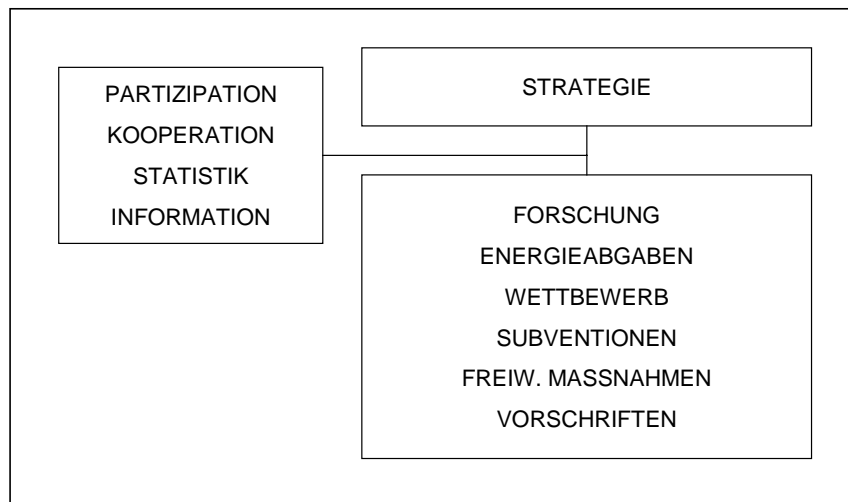 PARTIZIPATION
KOOPERATION
STATISTIK
INFORMATION
STRATEGIE
FORSCHUNG
ENERGIEABGABEN
WETTBEWERB
SUBVENTIONEN
FREIW. MASSNAHMEN
VORSCHRIFTEN